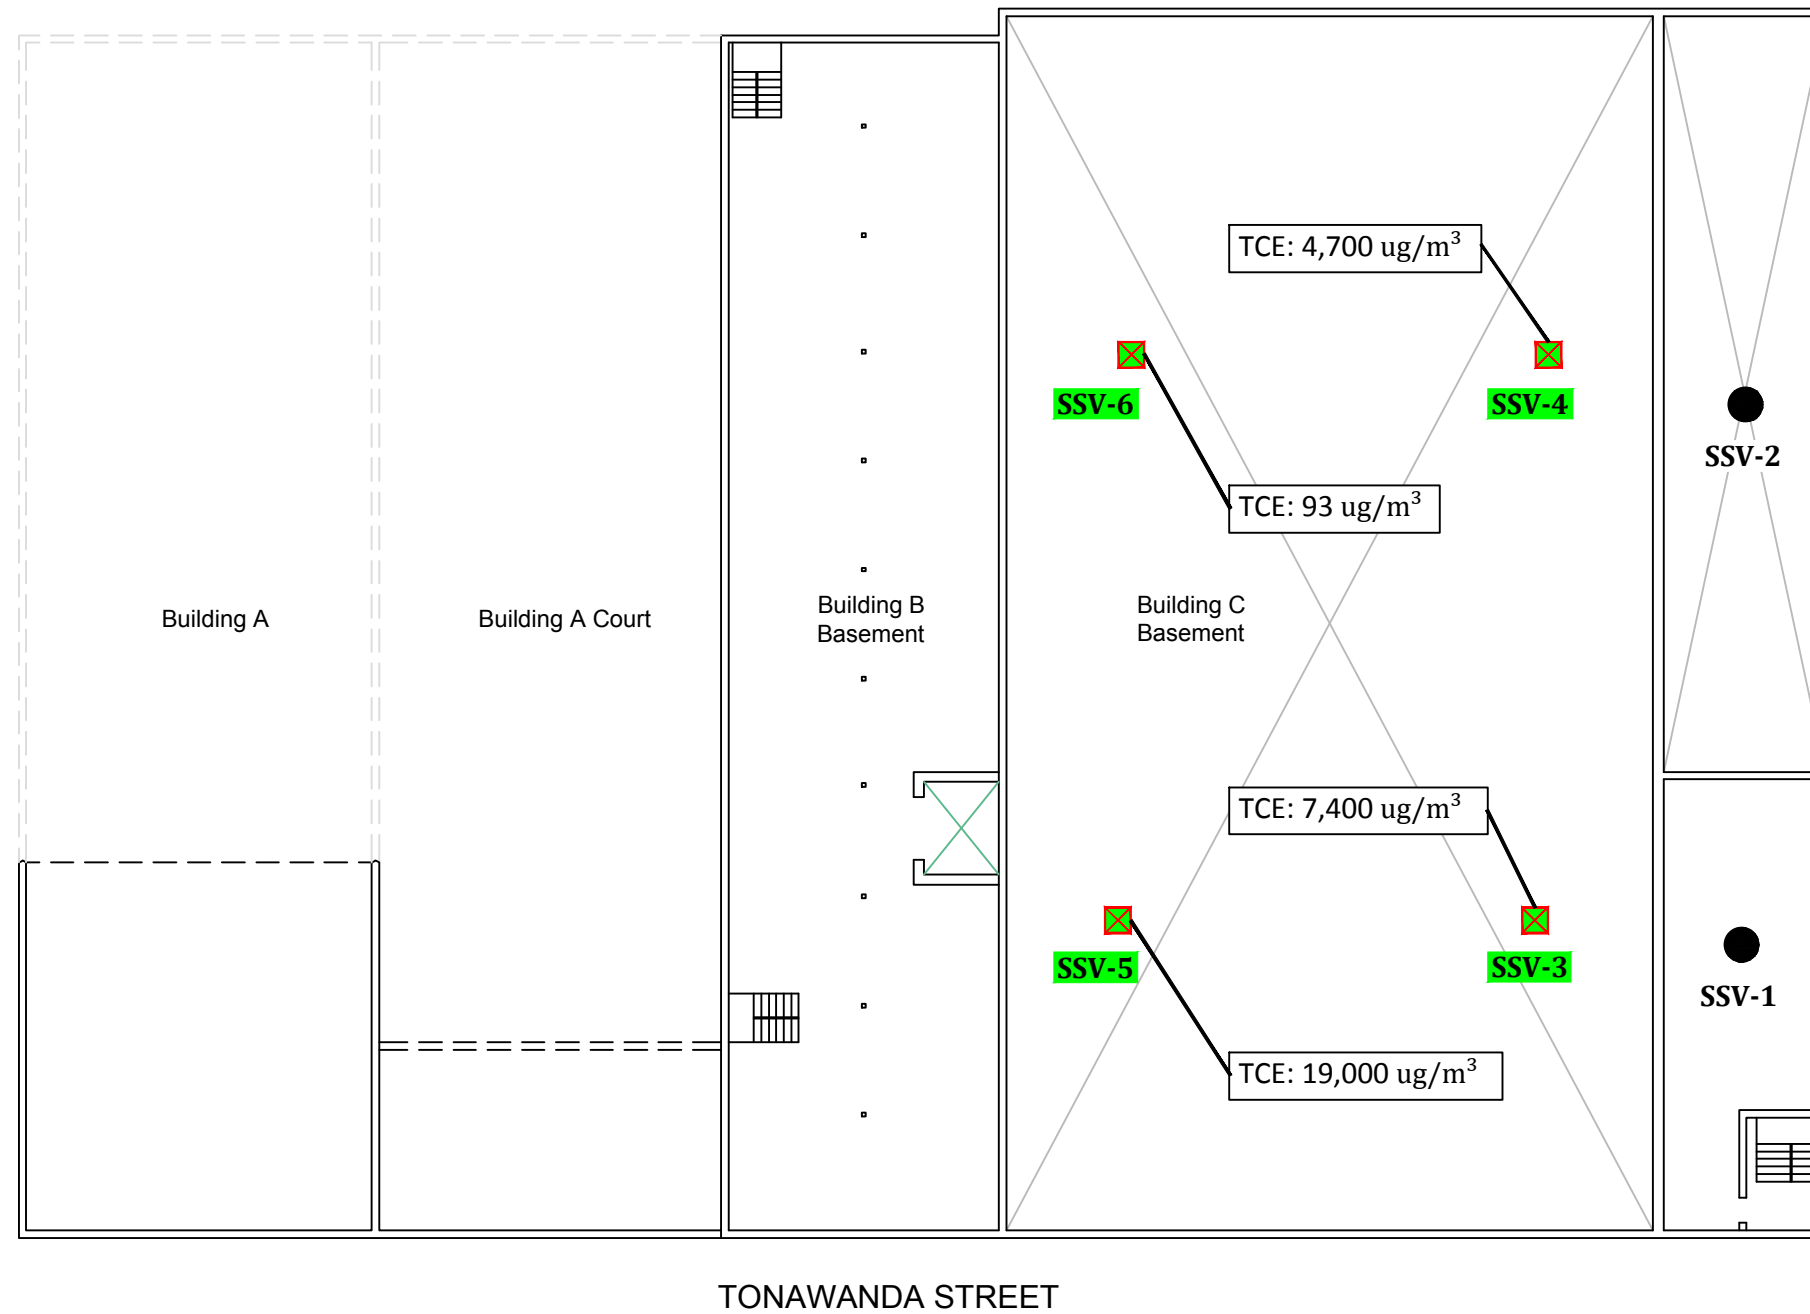 TCE: 4,700 ug/m³
SSV-6
SSV-4
SSV-2
TCE: 93 ug/m³
Building A
Building A Court
Building B
Basement
Building C
Basement
TCE: 7,400 ug/m³
SSV-5
SSV-3
SSV-1
TCE: 19,000 ug/m³
TONAWANDA STREET